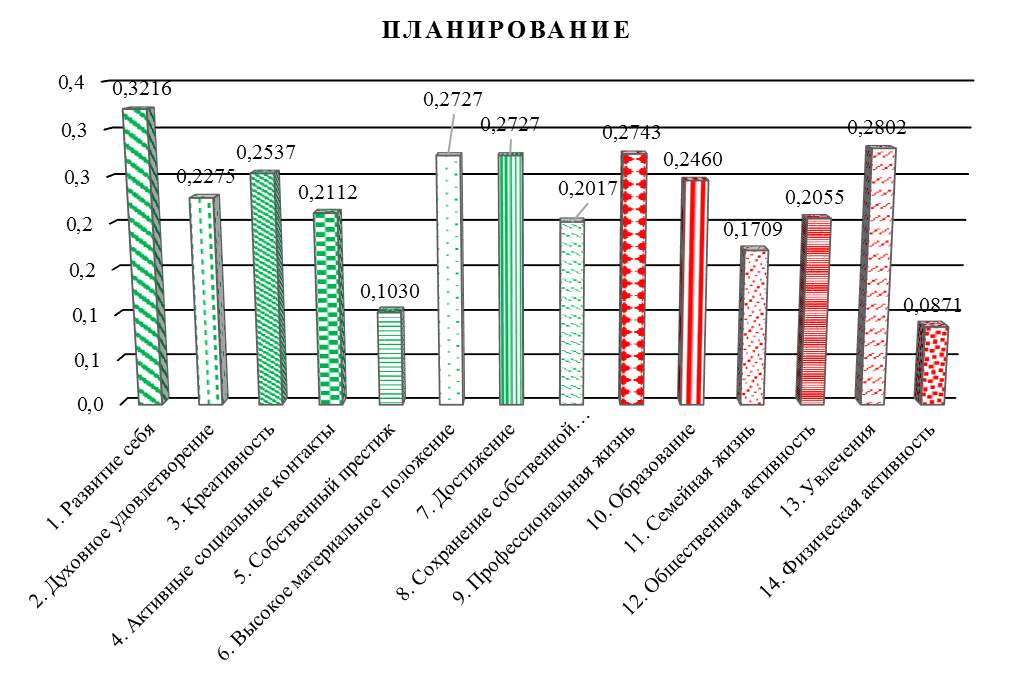 ПЛАНИРОВАНИЕ
0,4
0,3
0,3
0,2
0,2
0,1
0,1
0,0
0,3216
0,2275
0,2537
0,2112
0,1030
0,2727
0,2727
0,2017
0,2743
0,2460
0,1709
0,2055
0,2802
0,0871
1. Развитие себя
2. Духовное удовлетворение
3. Креативность
4. Активные социальные контакты
5. Собственный престиж
6. Высокое материальное положение
7. Достижение
8. Сохранение собственной…
9. Профессиональная жизнь
10. Образование
11. Семейная жизнь
12. Общественная активность
13. Увлечения
14. Физическая активность